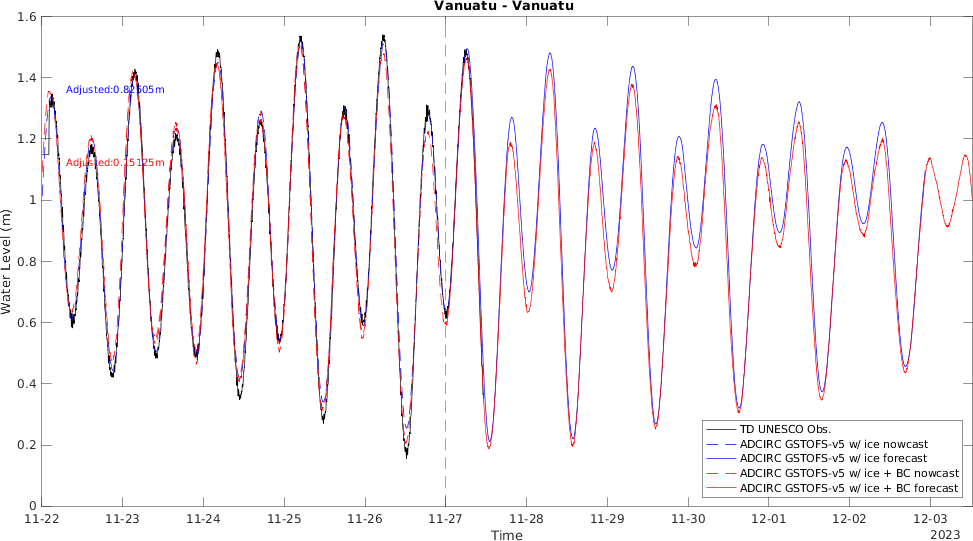 Vanuatu - Vanuatu
1.6
1.4
1.2
1
0.8
0.6
0.4
0.2
0
Water Level (m)
Adjusted:0.82605m
Adjusted:0.15125m
TD UNESCO Obs.
ADCIRC GSTOFS-v5 w/ ice nowcast
ADCIRC GSTOFS-v5 w/ ice forecast
ADCIRC GSTOFS-v5 w/ ice + BC nowcast
ADCIRC GSTOFS-v5 w/ ice + BC forecast
11-22 11-23 11-24 11-25 11-26 11-27 11-28 11-29 11-30 12-01 12-02 12-03
2023
Time